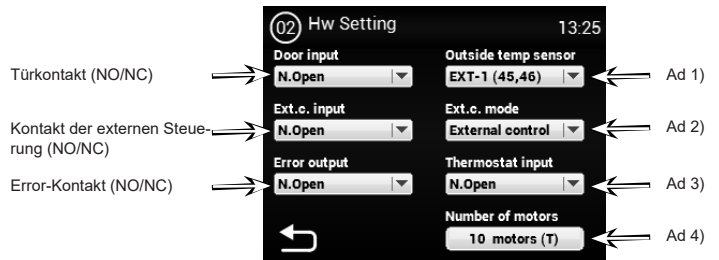 02 Hw Setting 13:25
Door input Outside temp sensor
Türkontakt (NO/NC) N.Open EXT-1 (45,46) Ad 1)
Ext.c. input Ext.c. mode
Kontakt der externen Steue-
rung (NO/NC) N.Open External control Ad 2)
Error output Thermostat input
Error-Kontakt (NO/NC) N.Open N.Open Ad 3)
Number of motors
10 motors (T) Ad 4)